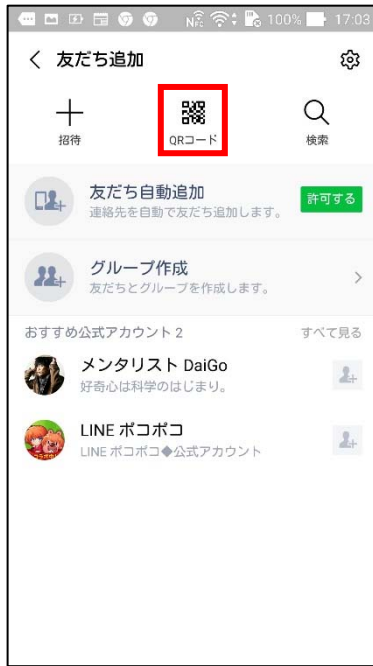 NFC 100% 17:03
友だち追加
招待 QRコード 検索
友だち自動追加
連絡先を自動で友だち追加します。
許可する
グループ作成
友だちとグループを作成します。
おすすめ公式アカウント 2 すべて見る
メンタリスト DaiGo
好奇心は科学のはじまり。
LINE ポコポコ
LINE ポコポコ◆公式アカウント